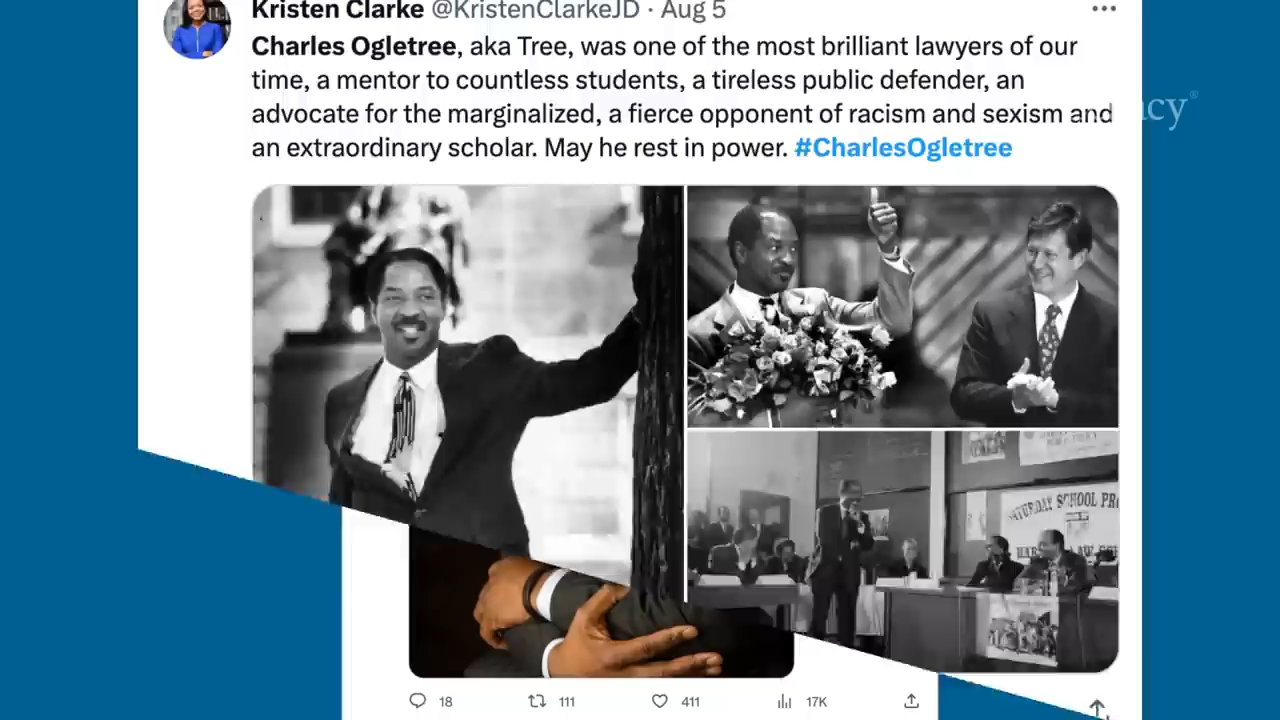 Kristen Clarke @KristenClarkeJD · Aug 5
Charles Ogletree, aka Tree, was one of the most brilliant lawyers of our
time, a mentor to countless students, a tireless public defender, an
advocate for the marginalized, a fierce opponent of racism and sexism and
an extraordinary scholar. May he rest in power. #CharlesOgletree
SATURDAY SCHOOL PRO
18 111 411 17K